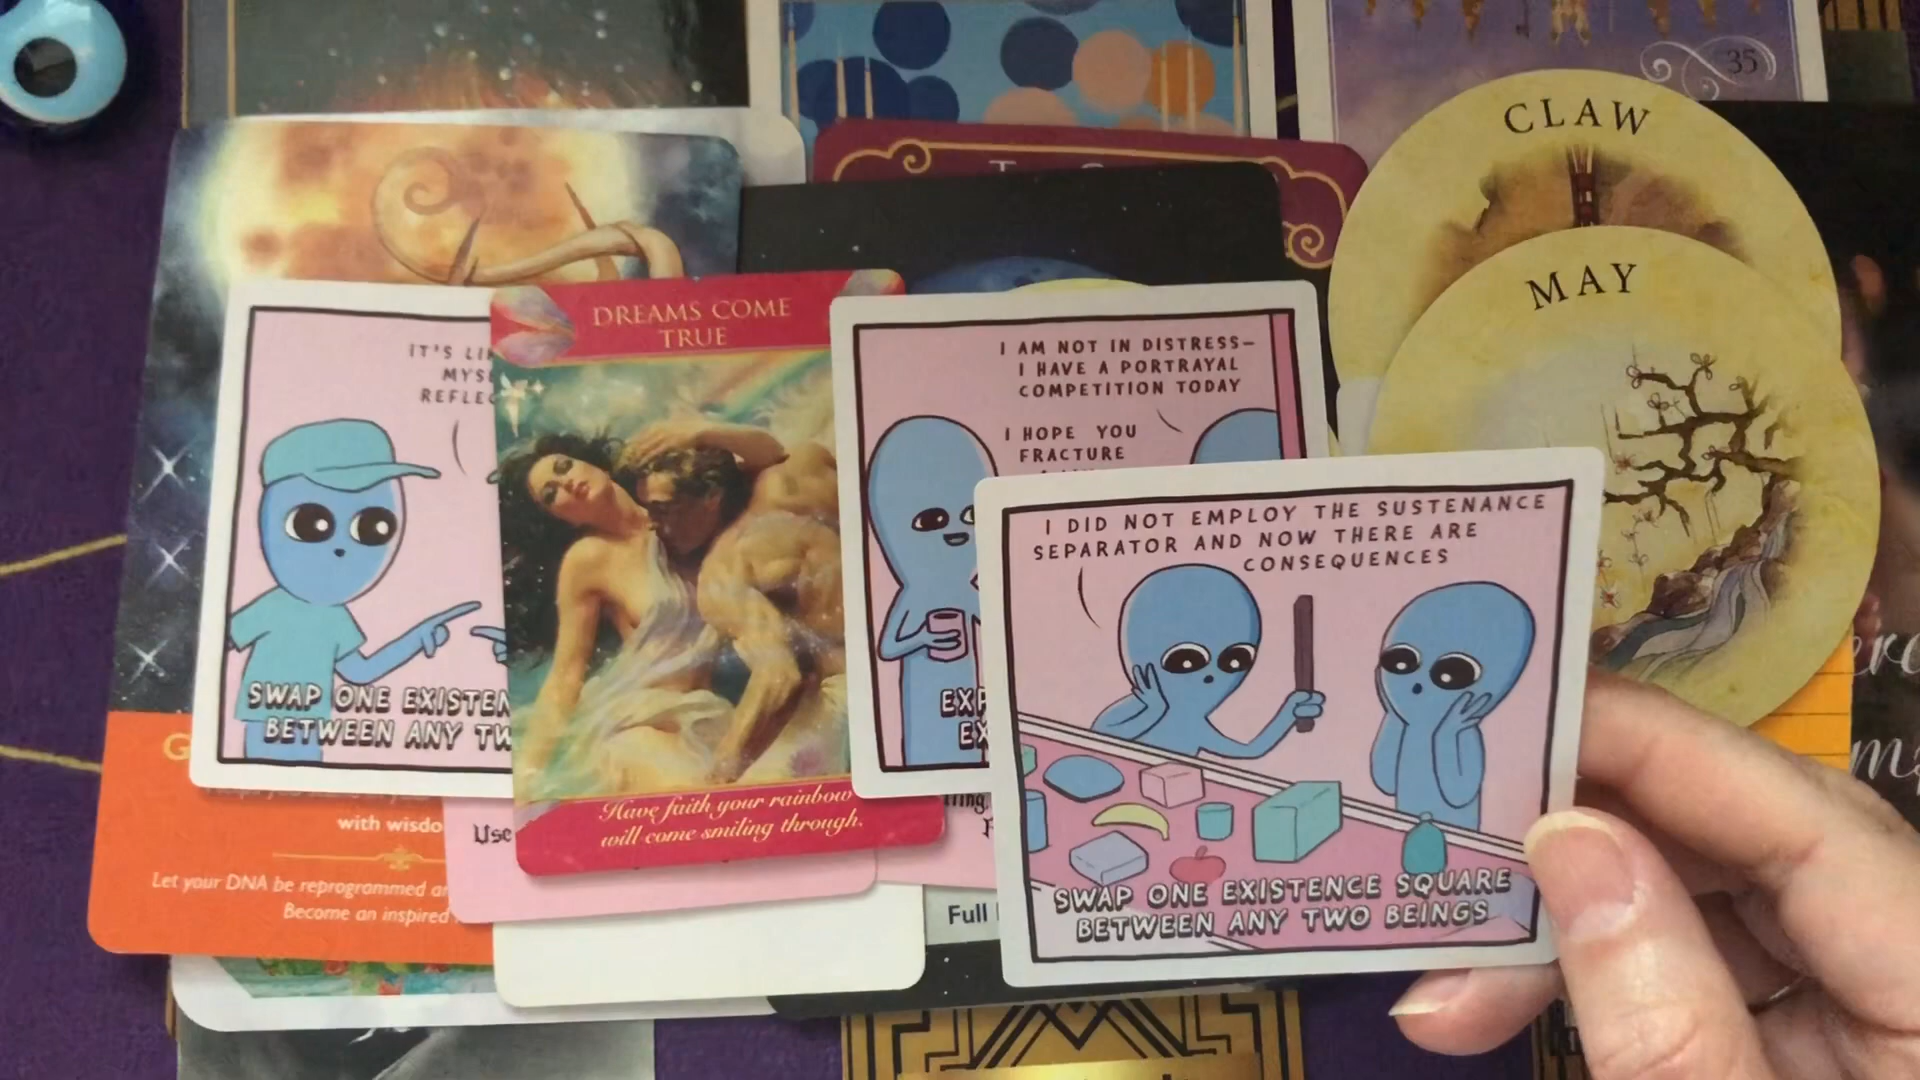 35
CLAW
MAY
IT'S
REFLEC
SWAP ONE EXISTEN
BETWEEN ANY TW
DREAMS COME
TRUE
Have faith your rainbow
will come smiling through.
I AM NOT IN DISTRESS—
I HAVE A PORTRAYAL
COMPETITION TODAY
I HOPE YOU
FRACTURE
EXP
EX
I DID NOT EMPLOY THE SUSTENANCE
SEPARATOR AND NOW THERE ARE
CONSEQUENCES
SWAP ONE EXISTENCE SQUARE
BETWEEN ANY TWO BEINGS
G
with wisdo
Use
Let your DNA be reprogrammed
Become an inspired
Full